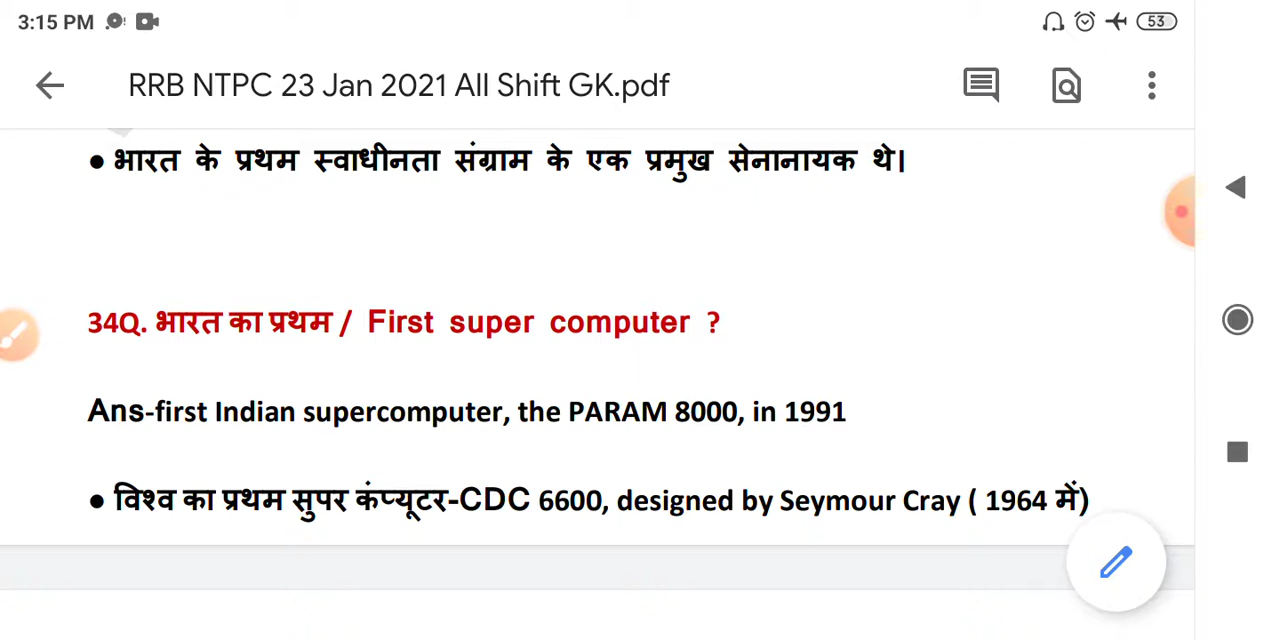 3:15 PM
53
RRB NTPC 23 Jan 2021 All Shift GK.pdf
● भारत के प्रथम स्वाधीनता संग्राम के एक प्रमुख सेनानायक थे।
34Q. भारत का प्रथम / First super computer ?
Ans-first Indian supercomputer, the PARAM 8000, in 1991
● विश्व का प्रथम सुपर कंप्यूटर-CDC 6600, designed by Seymour Cray ( 1964 में)